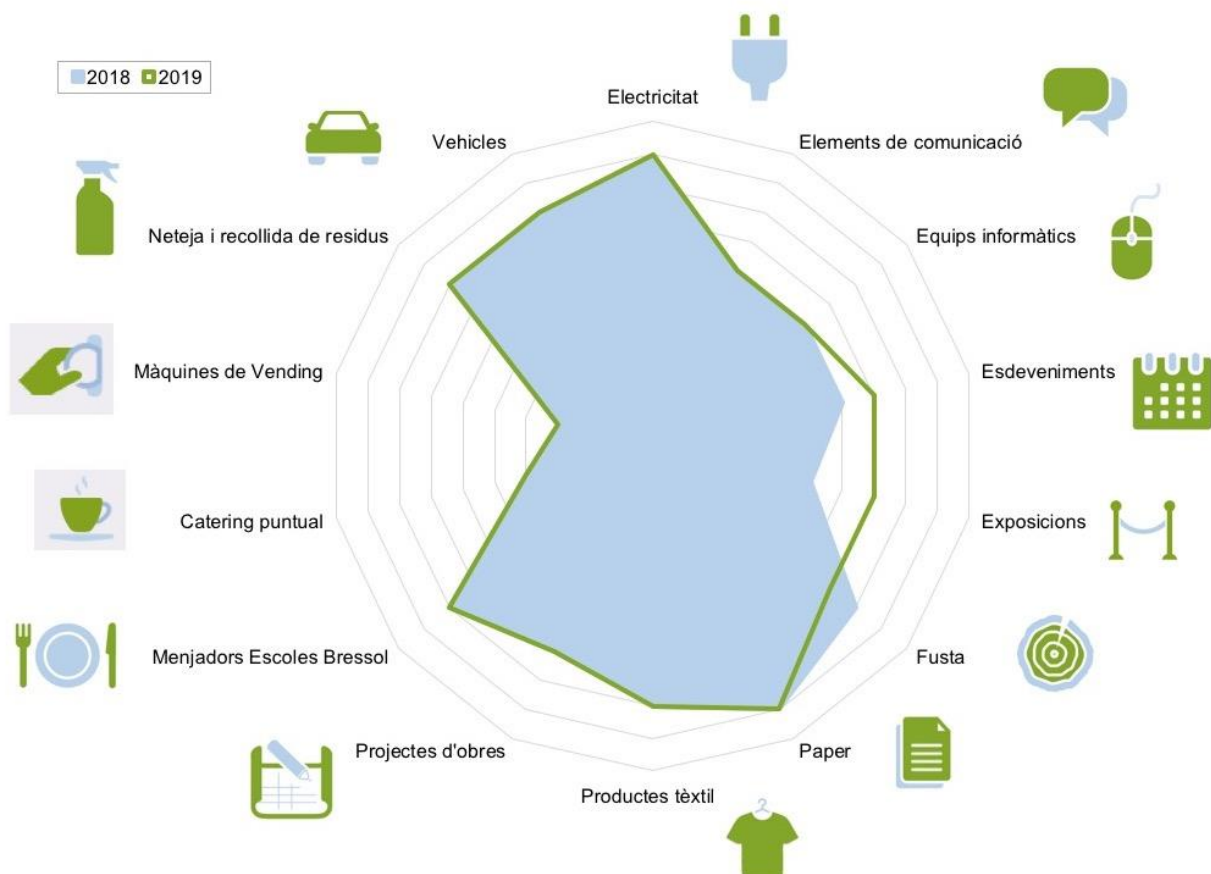 2018 2019
Electricitat
Elements de comunicació
Equips informàtics
Esdeveniments
Exposicions
Fusta
Paper
Productes tèxtil
Projectes d'obres
Menjadors Escoles Bressol
Catering puntual
Màquines de Vending
Neteja i recollida de residus
Vehicles